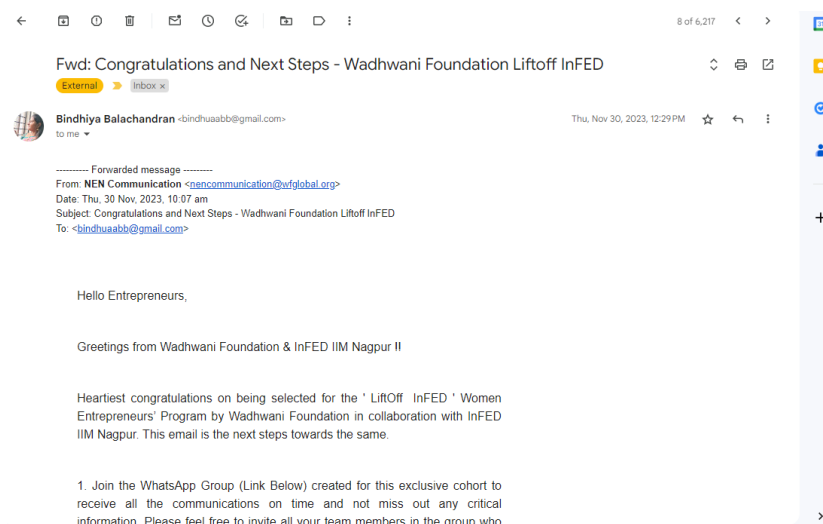 8 of 6,217
Fwd: Congratulations and Next Steps - Wadhwani Foundation Liftoff InFED
External
Inbox x
Bindhiya Balachandran <bindhuaabb@gmail.com>
Thu, Nov 30, 2023, 12:29 PM
to me
---------- Forwarded message ---------
From: NEN Communication <nencommunication@wfglobal.org>
Date: Thu, 30 Nov, 2023, 10:07 am
Subject: Congratulations and Next Steps - Wadhwani Foundation Liftoff InFED
To: <bindhuaabb@gmail.com>
Hello Entrepreneurs,
Greetings from Wadhwani Foundation & InFED IIM Nagpur !!
Heartiest congratulations on being selected for the ' LiftOff InFED ' Women
Entrepreneurs' Program by Wadhwani Foundation in collaboration with InFED
IIM Nagpur. This email is the next steps towards the same.
1. Join the WhatsApp Group (Link Below) created for this exclusive cohort to
receive all the communications on time and not miss out any critical
information. Please feel free to invite all your team members in the group who